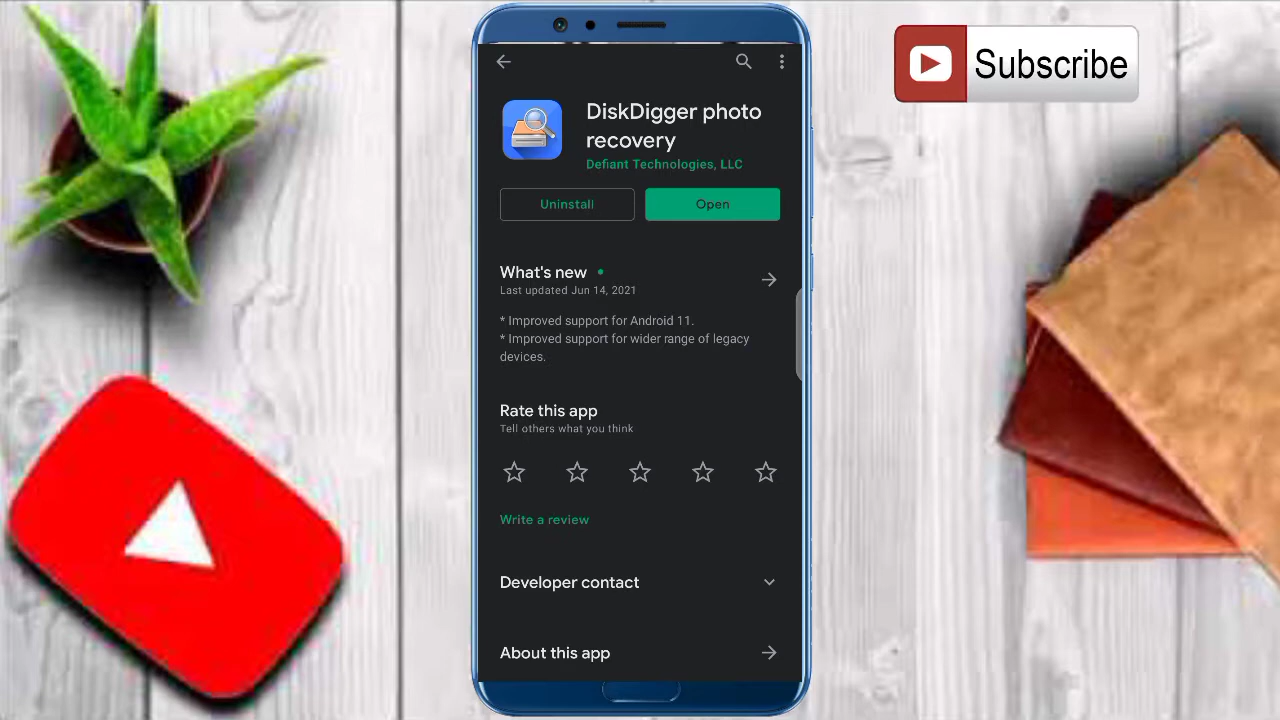 Subscribe
DiskDigger photo
recovery
Defiant Technologies, LLC
Uninstall
Open
What's new
Last updated Jun 14, 2021
* Improved support for Android 11.
* Improved support for wider range of legacy
devices.
Rate this app
Tell others what you think
Write a review
Developer contact
About this app